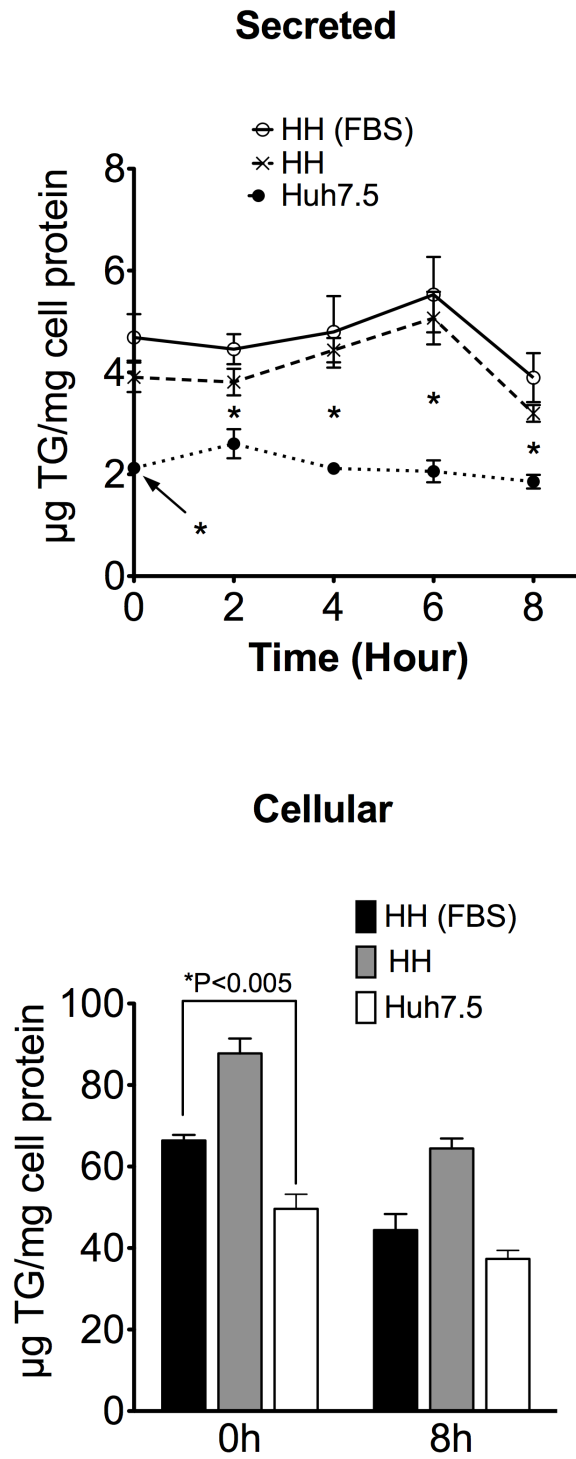 Secreted
HH (FBS)
HH
Huh7.5
8
6
4
2
0
µg TG/mg cell protein
*
*
*
*
*
0 2 4 6 8
Time (Hour)
Cellular
HH (FBS)
HH
Huh7.5
*P<0.005
100
80
60
40
20
0
µg TG/mg cell protein
0h 8h